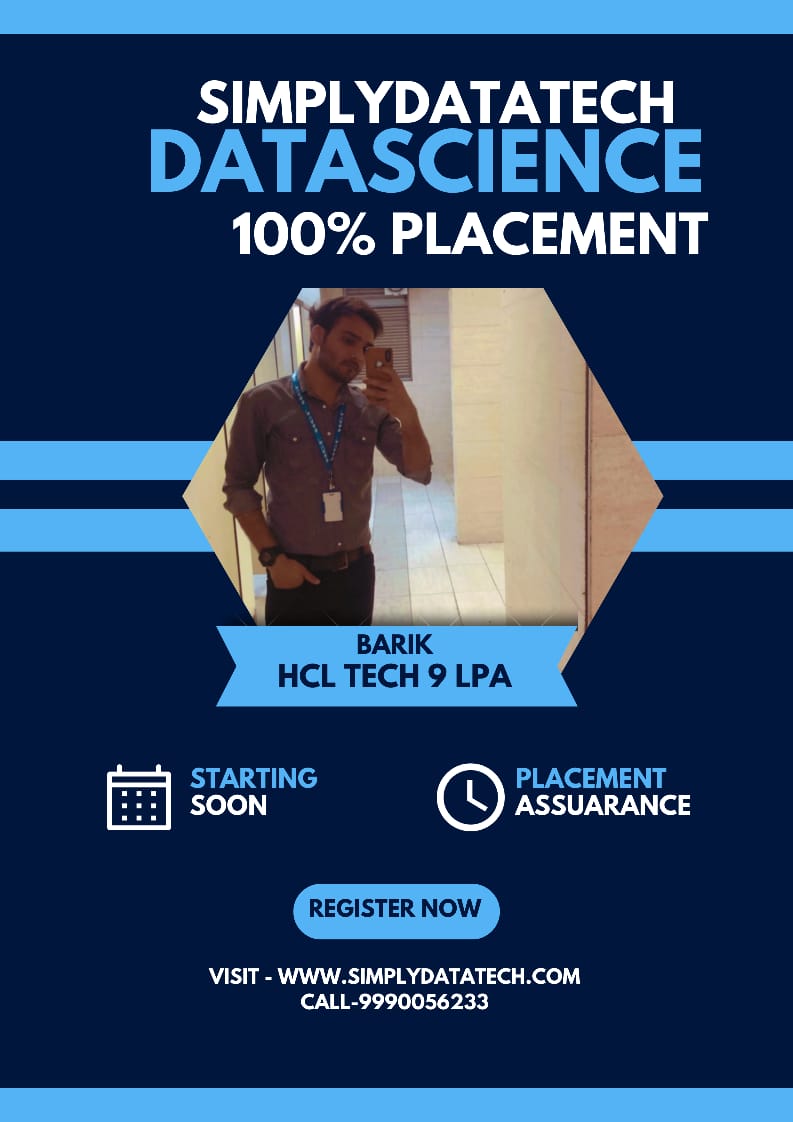 SIMPLYDATATECH
DATASCIENCE
100% PLACEMENT
BARIK
HCL TECH 9 LPA
STARTING
SOON
PLACEMENT
ASSUARANCE
REGISTER NOW
VISIT - WWW.SIMPLYDATATECH.COM
CALL-9990056233